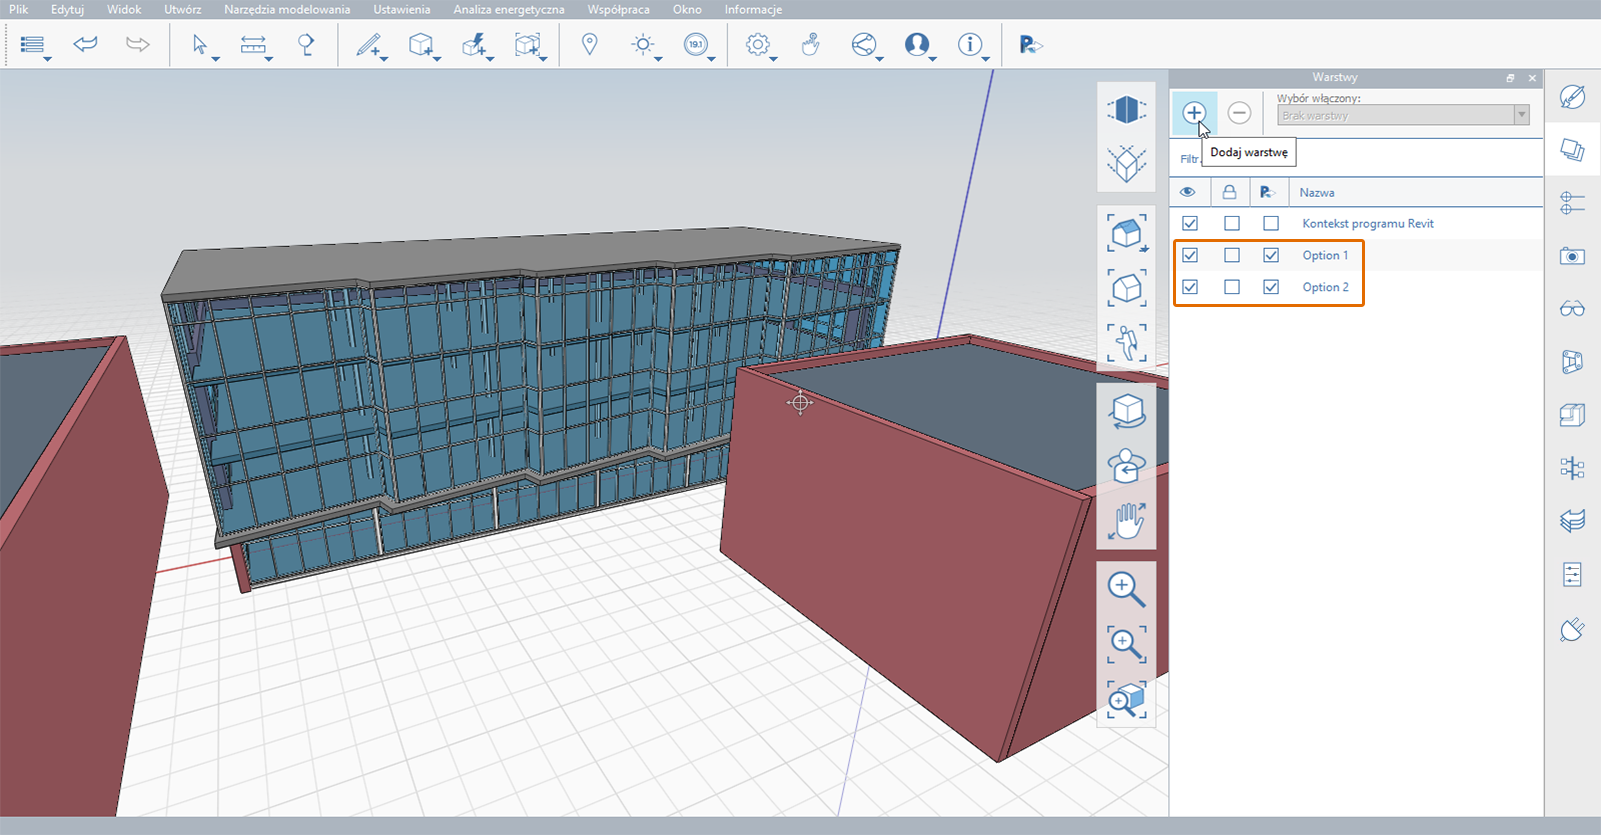 Plik Edytuj Widok Utwórz Narzędzia modelowania Ustawienia Analiza energetyczna Współpraca Okno Informacje
19.1
Warstwy
Wybór włączony:
Brak warstwy
Dodaj warstwę
Filtr
Nazwa
Kontekst programu Revit
Option 1
Option 2